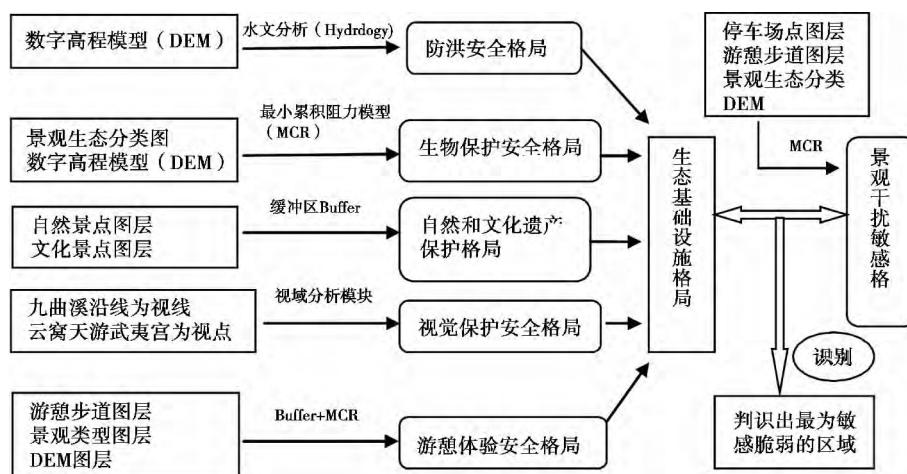 数字高程模型（DEM）
水文分析（Hydrdogy）
防洪安全格局
景观生态分类图
数字高程模型（DEM）
最小累积阻力模型
（MCR）
生物保护安全格局
自然景点图层
文化景点图层
缓冲区Buffer
自然和文化遗产
保护格局
九曲溪沿线为视线
云窝天游武夷宫为视点
视域分析模块
视觉保护安全格局
游憩步道图层
景观类型图层
DEM图层
Buffer+MCR
游憩体验安全格局
生态基础设施格局
停车场点图层
游憩步道图层
景观生态分类
DEM
MCR
景观干扰敏感格
识别
判识出最为敏
感脆弱的区域